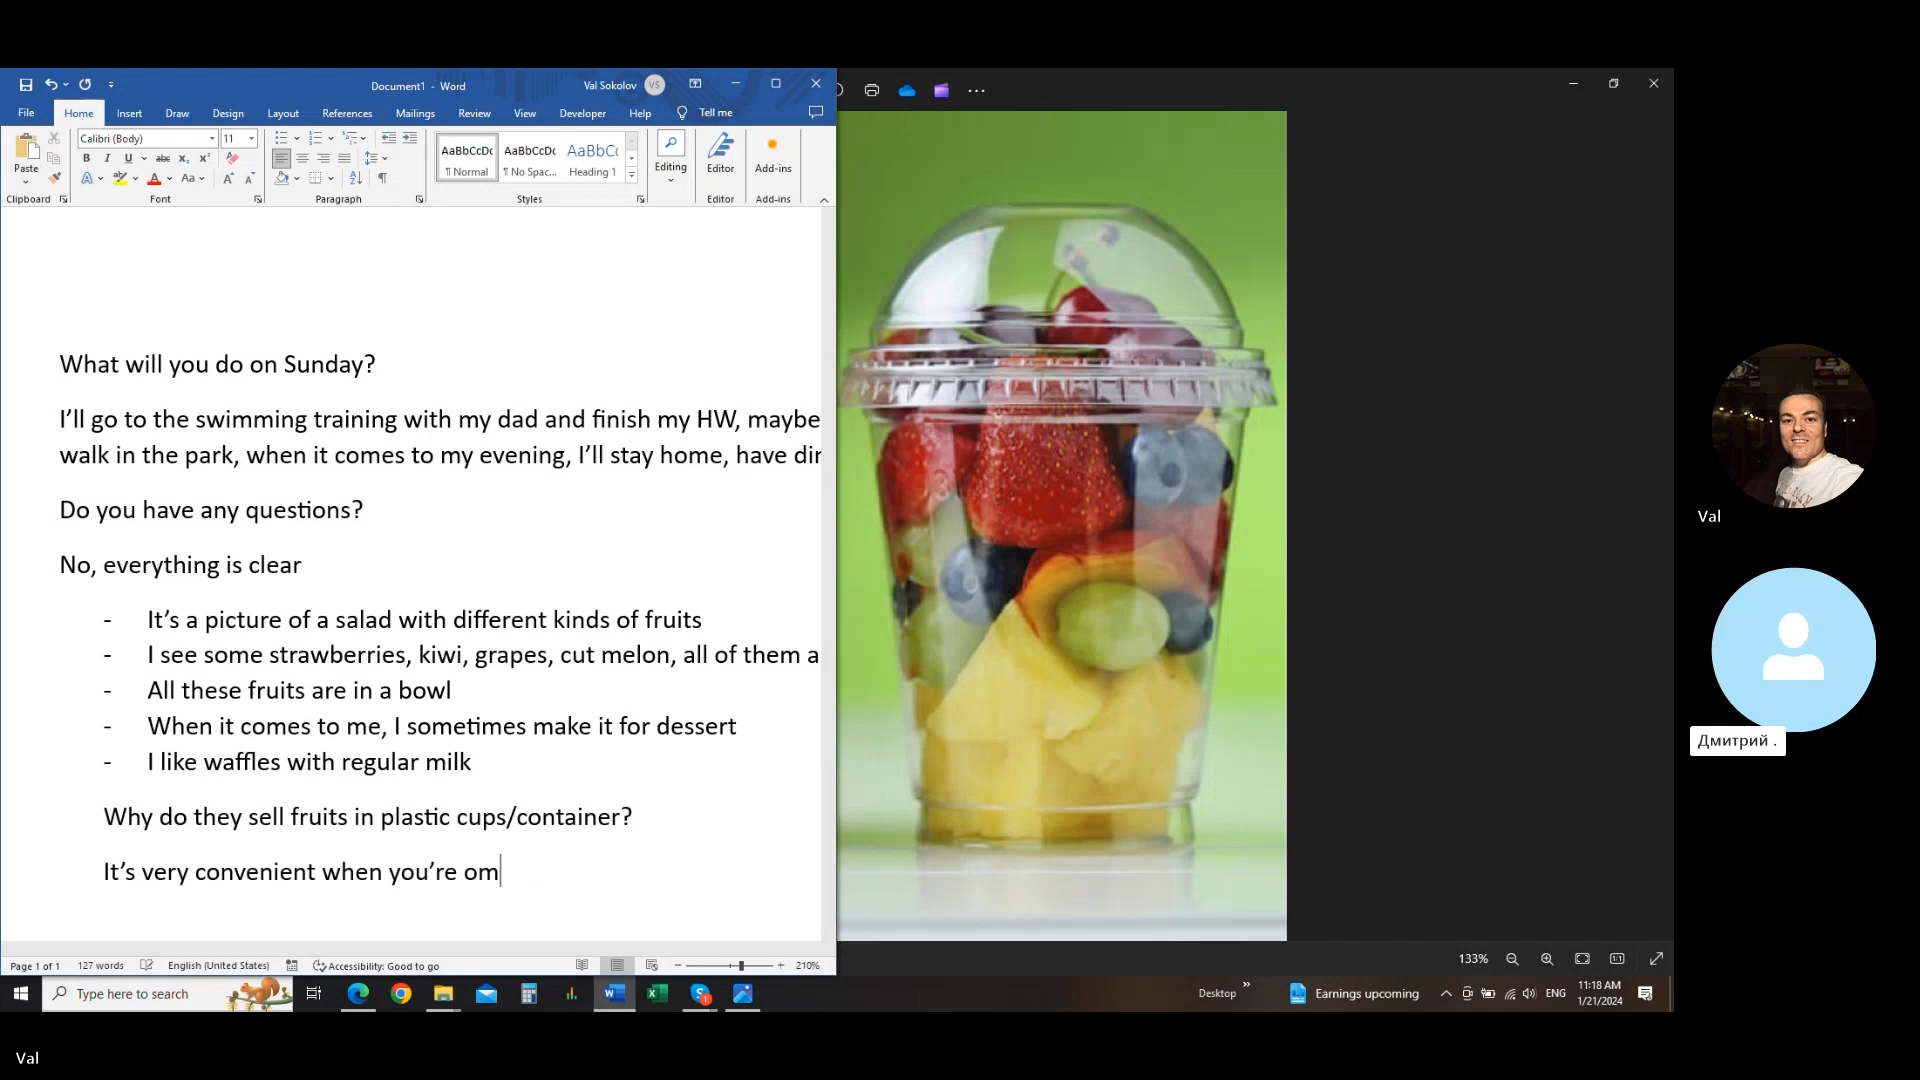 Document1 - Word
Val Sokolov
VS
File Home Insert Draw Design Layout References Mailings Review View Developer Help Tell me
Calibri (Body) 11
Paste
Editing
Editor
Add-ins
AaBbCcDc AaBbCcDc AaBbCc
¶ Normal ¶ No Spac... Heading 1
Clipboard Font Paragraph Styles Editor Add-ins
What will you do on Sunday?
I’ll go to the swimming training with my dad and finish my HW, maybe
walk in the park, when it comes to my evening, I’ll stay home, have din
Do you have any questions?
No, everything is clear
- It’s a picture of a salad with different kinds of fruits
- I see some strawberries, kiwi, grapes, cut melon, all of them a
- All these fruits are in a bowl
- When it comes to me, I sometimes make it for dessert
- I like waffles with regular milk
Why do they sell fruits in plastic cups/container?
It’s very convenient when you’re om
Page 1 of 1 127 words English (United States) Accessibility: Good to go 210%
133%
Type here to search
Desktop
Earnings upcoming
ENG
11:18 AM
1/21/2024
Val
Дмитрий .
Val